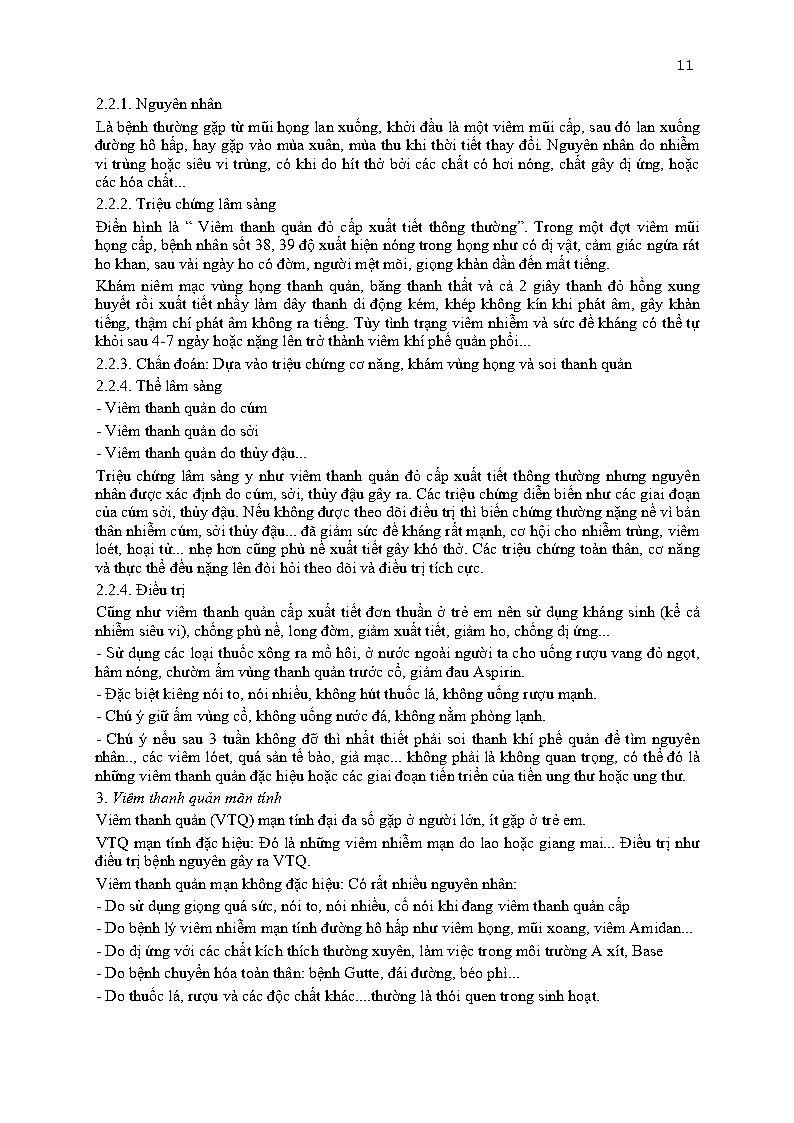 11
2.2.1. Nguyên nhân
Là bệnh thường gặp từ mũi họng lan xuống, khởi đầu là một viêm mũi cấp, sau đó lan xuống
đường hô hấp, hay gặp vào mùa xuân, mùa thu khi thời tiết thay đổi. Nguyên nhân do nhiễm
vi trùng hoặc siêu vi trùng, có khi do hít thở bởi các chất có hơi nóng, chất gây dị ứng, hoặc
các hóa chất...
2.2.2. Triệu chứng lâm sàng
Điển hình là “ Viêm thanh quản đỏ cấp xuất tiết thông thường”. Trong một đợt viêm mũi
họng cấp, bệnh nhân sốt 38, 39 độ xuất hiện nóng trong họng như có dị vật, cảm giác ngứa rát
ho khan, sau vài ngày ho có đờm, người mệt mõi, giọng khàn dần đến mất tiếng.
Khám niêm mạc vùng họng thanh quản, băng thanh thất và cả 2 giây thanh đỏ hồng xung
huyết rồi xuất tiết nhầy làm dây thanh di động kém, khép không kín khi phát âm, gây khàn
tiếng, thậm chí phát âm không ra tiếng. Tùy tình trạng viêm nhiễm và sức đề kháng có thể tự
khỏi sau 4-7 ngày hoặc nặng lên trở thành viêm khí phế quản phổi...
2.2.3. Chẩn đoán: Dựa vào triệu chứng cơ năng, khám vùng họng và soi thanh quản
2.2.4. Thể lâm sàng
- Viêm thanh quản do cúm
- Viêm thanh quản do sởi
- Viêm thanh quản do thủy đậu...
Triệu chứng lâm sàng y như viêm thanh quản đỏ cấp xuất tiết thông thường nhưng nguyên
nhân được xác định do cúm, sởi, thủy đậu gây ra. Các triệu chứng diễn biến như các giai đoạn
của cúm sởi, thủy đậu. Nếu không được theo dõi điều trị thì biến chứng thường nặng nề vì bản
thân nhiễm cúm, sởi thủy đậu... đã giảm sức đề kháng rất mạnh, cơ hội cho nhiễm trùng, viêm
loét, hoại tử... nhẹ hơn cũng phù nề xuất tiết gây khó thở. Các triệu chứng toàn thân, cơ năng
và thực thể đều nặng lên đòi hỏi theo dõi và điều trị tích cực.
2.2.4. Điều trị
Cũng như viêm thanh quản cấp xuất tiết đơn thuần ở trẻ em nên sử dụng kháng sinh (kể cả
nhiễm siêu vi), chống phù nề, long đờm, giảm xuất tiết, giảm ho, chống dị ứng...
- Sử dụng các loại thuốc xông ra mồ hôi, ở nước ngoài người ta cho uống rượu vang đỏ ngọt,
hâm nóng, chườm ấm vùng thanh quản trước cổ, giảm đau Aspirin.
- Đặc biệt kiêng nói to, nói nhiều, không hút thuốc lá, không uống rượu mạnh.
- Chú ý giữ ấm vùng cổ, không uống nước đá, không nằm phòng lạnh.
- Chú ý nếu sau 3 tuần không đỡ thì nhất thiết phải soi thanh khí phế quản để tìm nguyên
nhân.., các viêm lóet, quá sản tế bào, giả mạc... không phải là không quan trọng, có thể đó là
những viêm thanh quản đặc hiệu hoặc các giai đoạn tiến triển của tiền ung thư hoặc ung thư.
3. Viêm thanh quản mãn tính
Viêm thanh quản (VTQ) mạn tính đại đa số gặp ở người lớn, ít gặp ở trẻ em.
VTQ mạn tính đặc hiệu: Đó là những viêm nhiễm mạn do lao hoặc giang mai... Điều trị như
điều trị bệnh nguyên gây ra VTQ.
Viêm thanh quản mạn không đặc hiệu: Có rất nhiều nguyên nhân:
- Do sử dụng giọng quá sức, nói to, nói nhiều, cố nói khi đang viêm thanh quản cấp
- Do bệnh lý viêm nhiễm mạn tính đường hô hấp như viêm họng, mũi xoang, viêm Amidan...
- Do dị ứng với các chất kích thích thường xuyên, làm việc trong môi trường A xít, Base
- Do bệnh chuyển hóa toàn thân: bệnh Gutte, đái đường, béo phì...
- Do thuốc lá, rượu và các độc chất khác....thường là thói quen trong sinh hoạt.